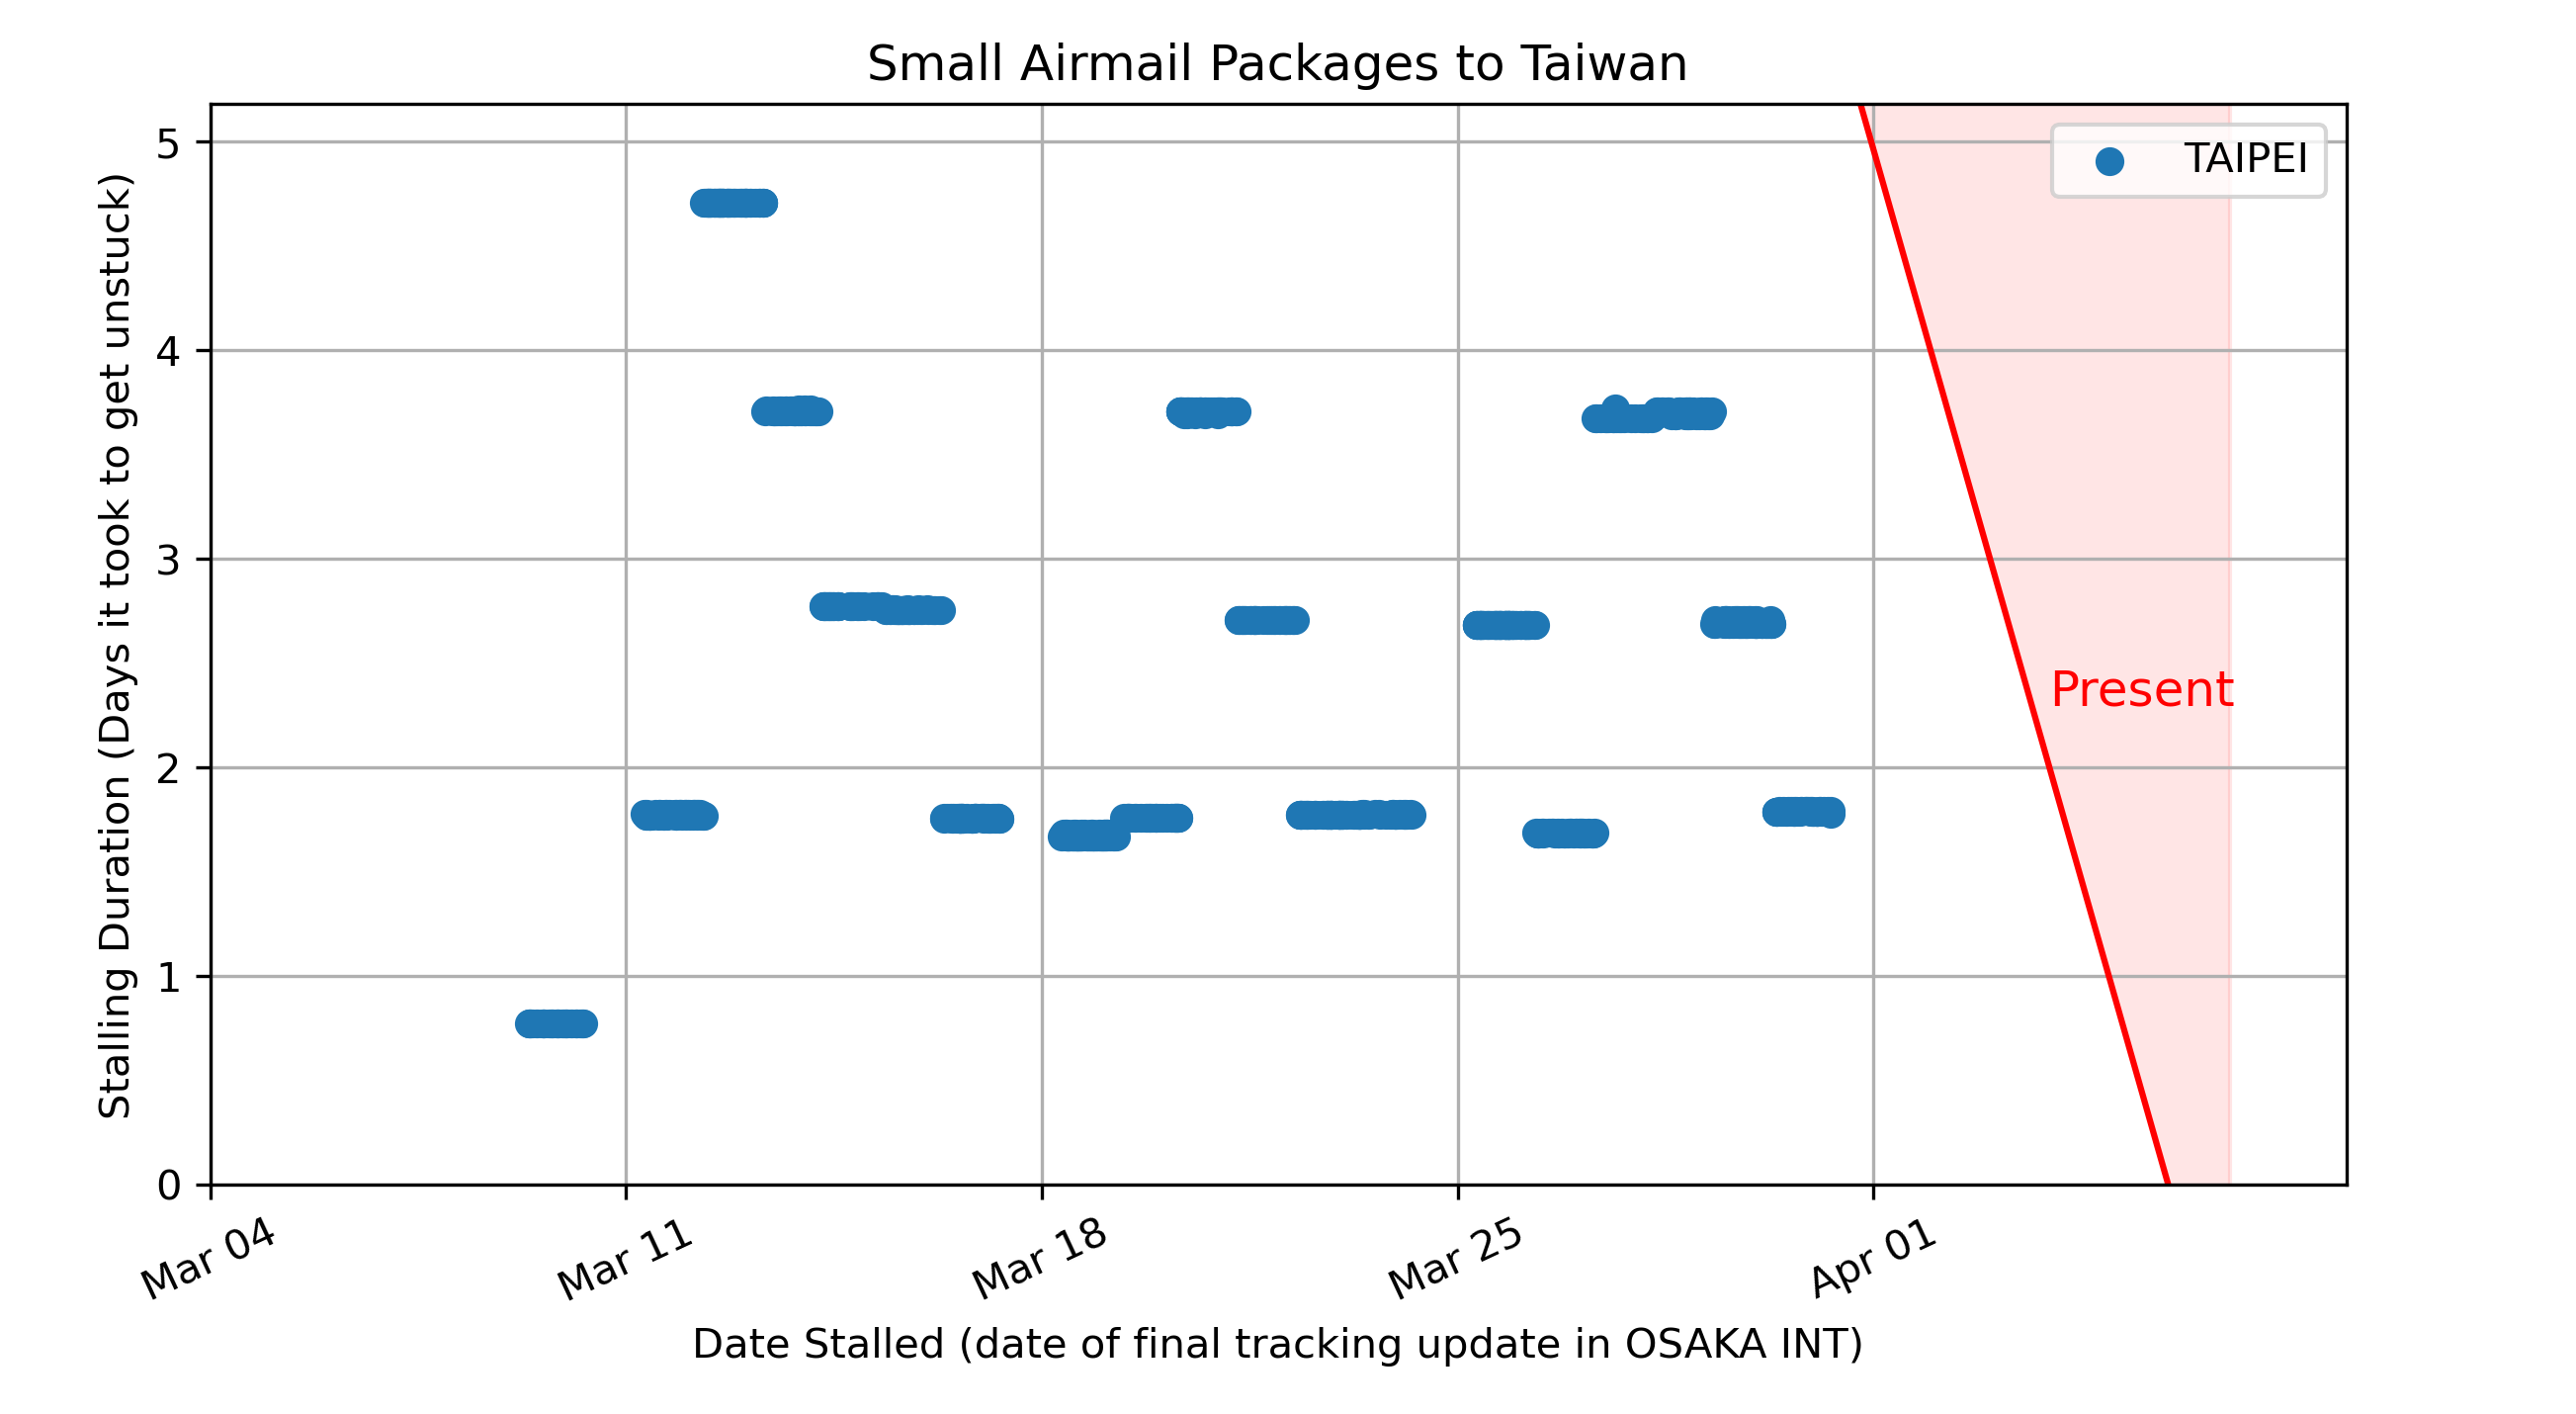 Small Airmail Packages to Taiwan
Stalling Duration (Days it took to get unstuck)
5
4
3
2
1
0
TAIPEI
Present
Mar 04
Mar 11
Mar 18
Mar 25
Apr 01
Date Stalled (date of final tracking update in OSAKA INT)